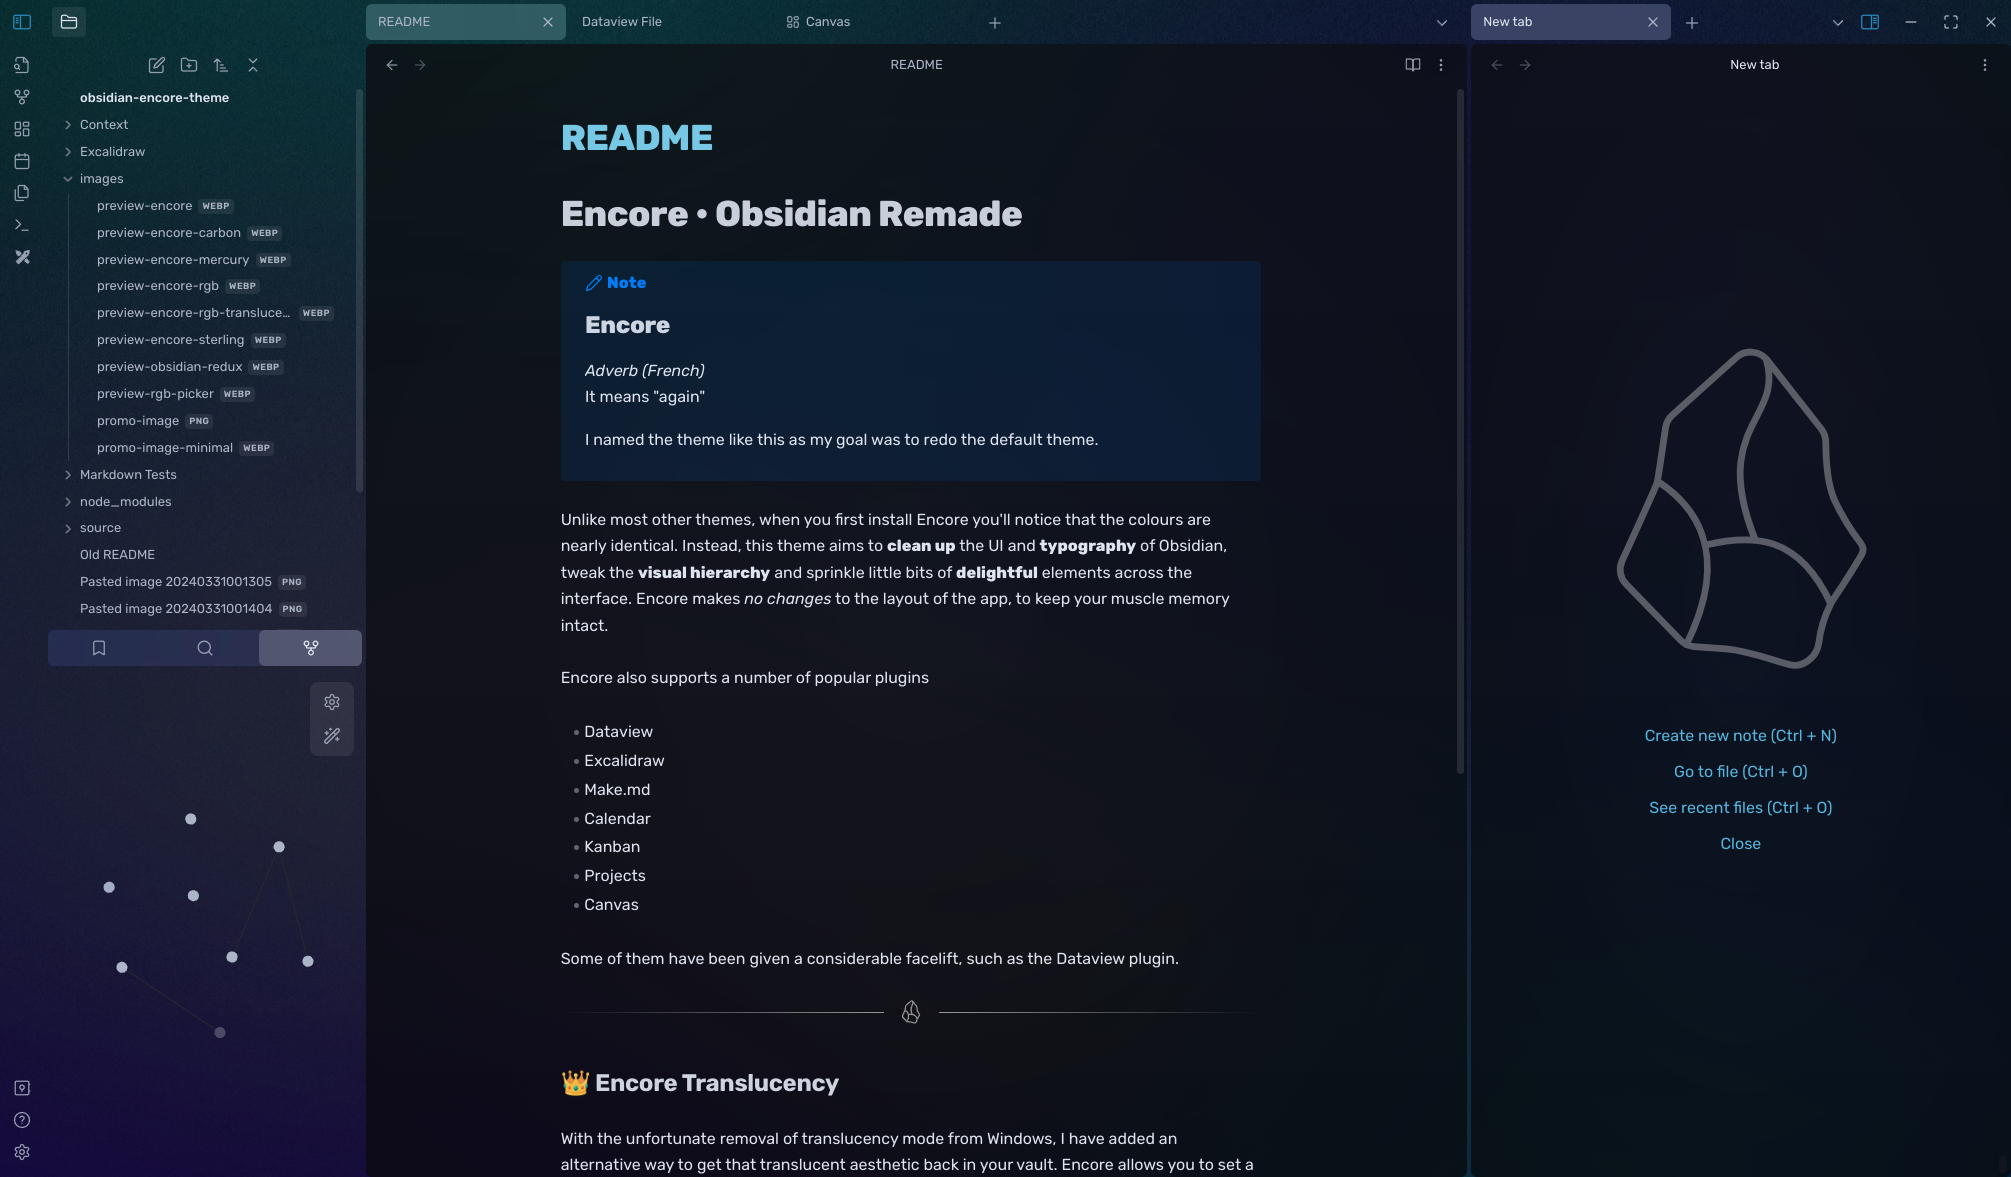 README
Dataview File
Canvas
New tab
obsidian-encore-theme
Context
Excalidraw
images
preview-encore WEBP
preview-encore-carbon WEBP
preview-encore-mercury WEBP
preview-encore-rgb WEBP
preview-encore-rgb-transluce... WEBP
preview-encore-sterling WEBP
preview-obsidian-redux WEBP
preview-rgb-picker WEBP
promo-image PNG
promo-image-minimal WEBP
Markdown Tests
node_modules
source
Old README
Pasted image 20240331001305 PNG
Pasted image 20240331001404 PNG
README
README
Encore • Obsidian Remade
Note
Encore
Adverb (French)
It means "again"
I named the theme like this as my goal was to redo the default theme.
Unlike most other themes, when you first install Encore you'll notice that the colours are
nearly identical. Instead, this theme aims to clean up the UI and typography of Obsidian,
tweak the visual hierarchy and sprinkle little bits of delightful elements across the
interface. Encore makes no changes to the layout of the app, to keep your muscle memory
intact.
Encore also supports a number of popular plugins
• Dataview
• Excalidraw
• Make.md
• Calendar
• Kanban
• Projects
• Canvas
Some of them have been given a considerable facelift, such as the Dataview plugin.
👑 Encore Translucency
With the unfortunate removal of translucency mode from Windows, I have added an
alternative way to get that translucent aesthetic back in your vault. Encore allows you to set a
New tab
Create new note (Ctrl + N)
Go to file (Ctrl + O)
See recent files (Ctrl + O)
Close